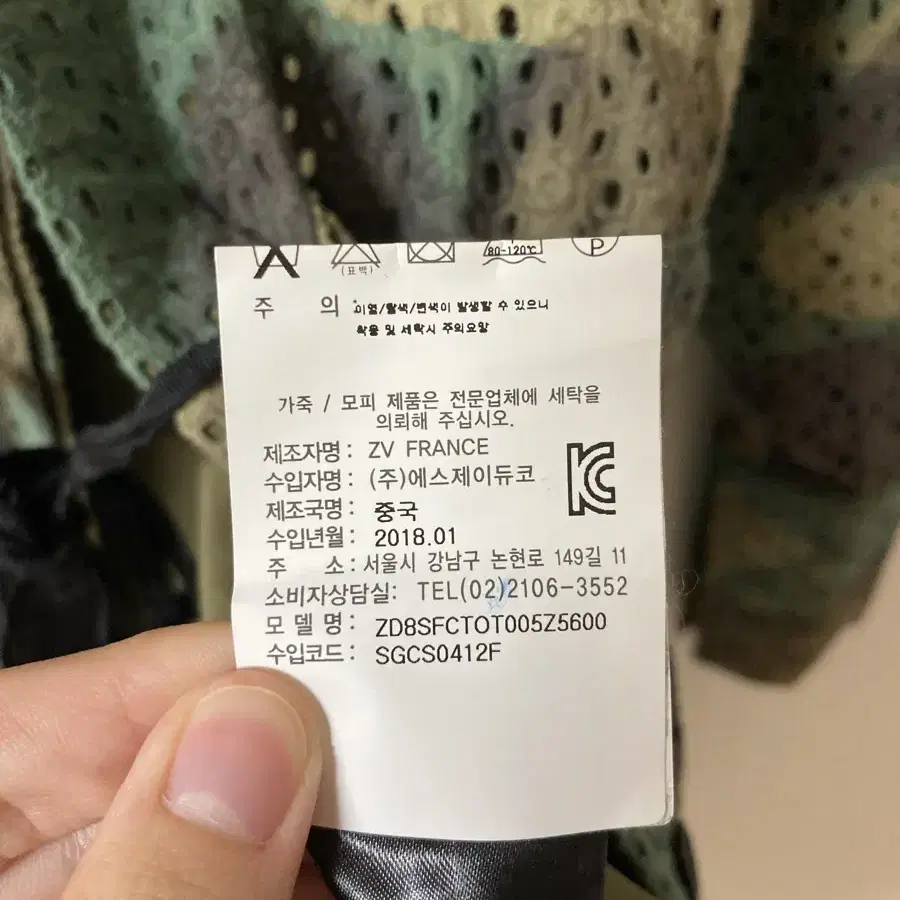 (표백)
80-120℃
P
주 의 : 이염/탈색/변색이 발생할 수 있으니
착용 및 세탁시 주의요망
가죽 / 모피 제품은 전문업체에 세탁을
의뢰해 주십시오.
제조자명: ZV FRANCE
수입자명: (주)에스제이듀코
제조국명: 중국
수입년월: 2018.01
주 소: 서울시 강남구 논현로 149길 11
소비자상담실: TEL(02)2106-3552
모 델 명: ZD8SFCTOT005Z5600
수입코드: SGCS0412F